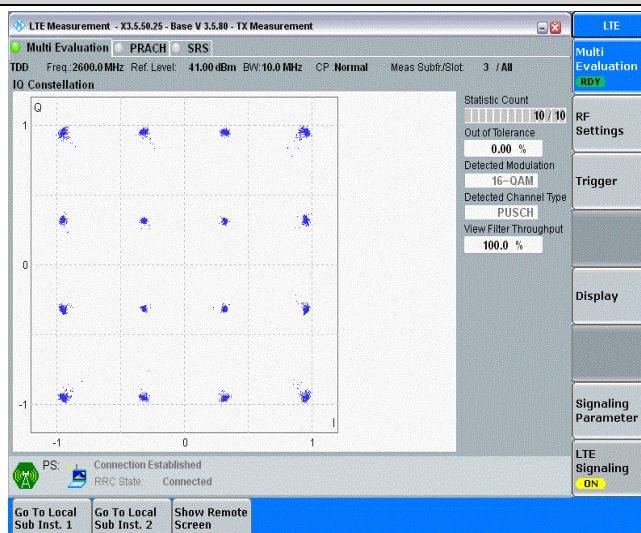 LTE Measurement - X3.5.50.25 - Base V 3.5.80 - TX Measurement
LTE
Multi Evaluation PRACH SRS
TDD Freq.:2600.0 MHz Ref. Level: 41.00 dBm BW:10.0 MHz CP :Normal Meas Subfr./Slot: 3 / All
IQ Constellation
Q
1
0
-1
-1 0 1
I
Statistic Count
10 / 10
Out of Tolerance
0.00 %
Detected Modulation
16-QAM
Detected Channel Type
PUSCH
View Filter Throughput
100.0 %
Multi
Evaluation
RDY
RF
Settings
Trigger
Display
Signaling
Parameter
LTE
Signaling
ON
PS: Connection Established
RRC State: Connected
Go To Local
Sub Inst. 1
Go To Local
Sub Inst. 2
Show Remote
Screen